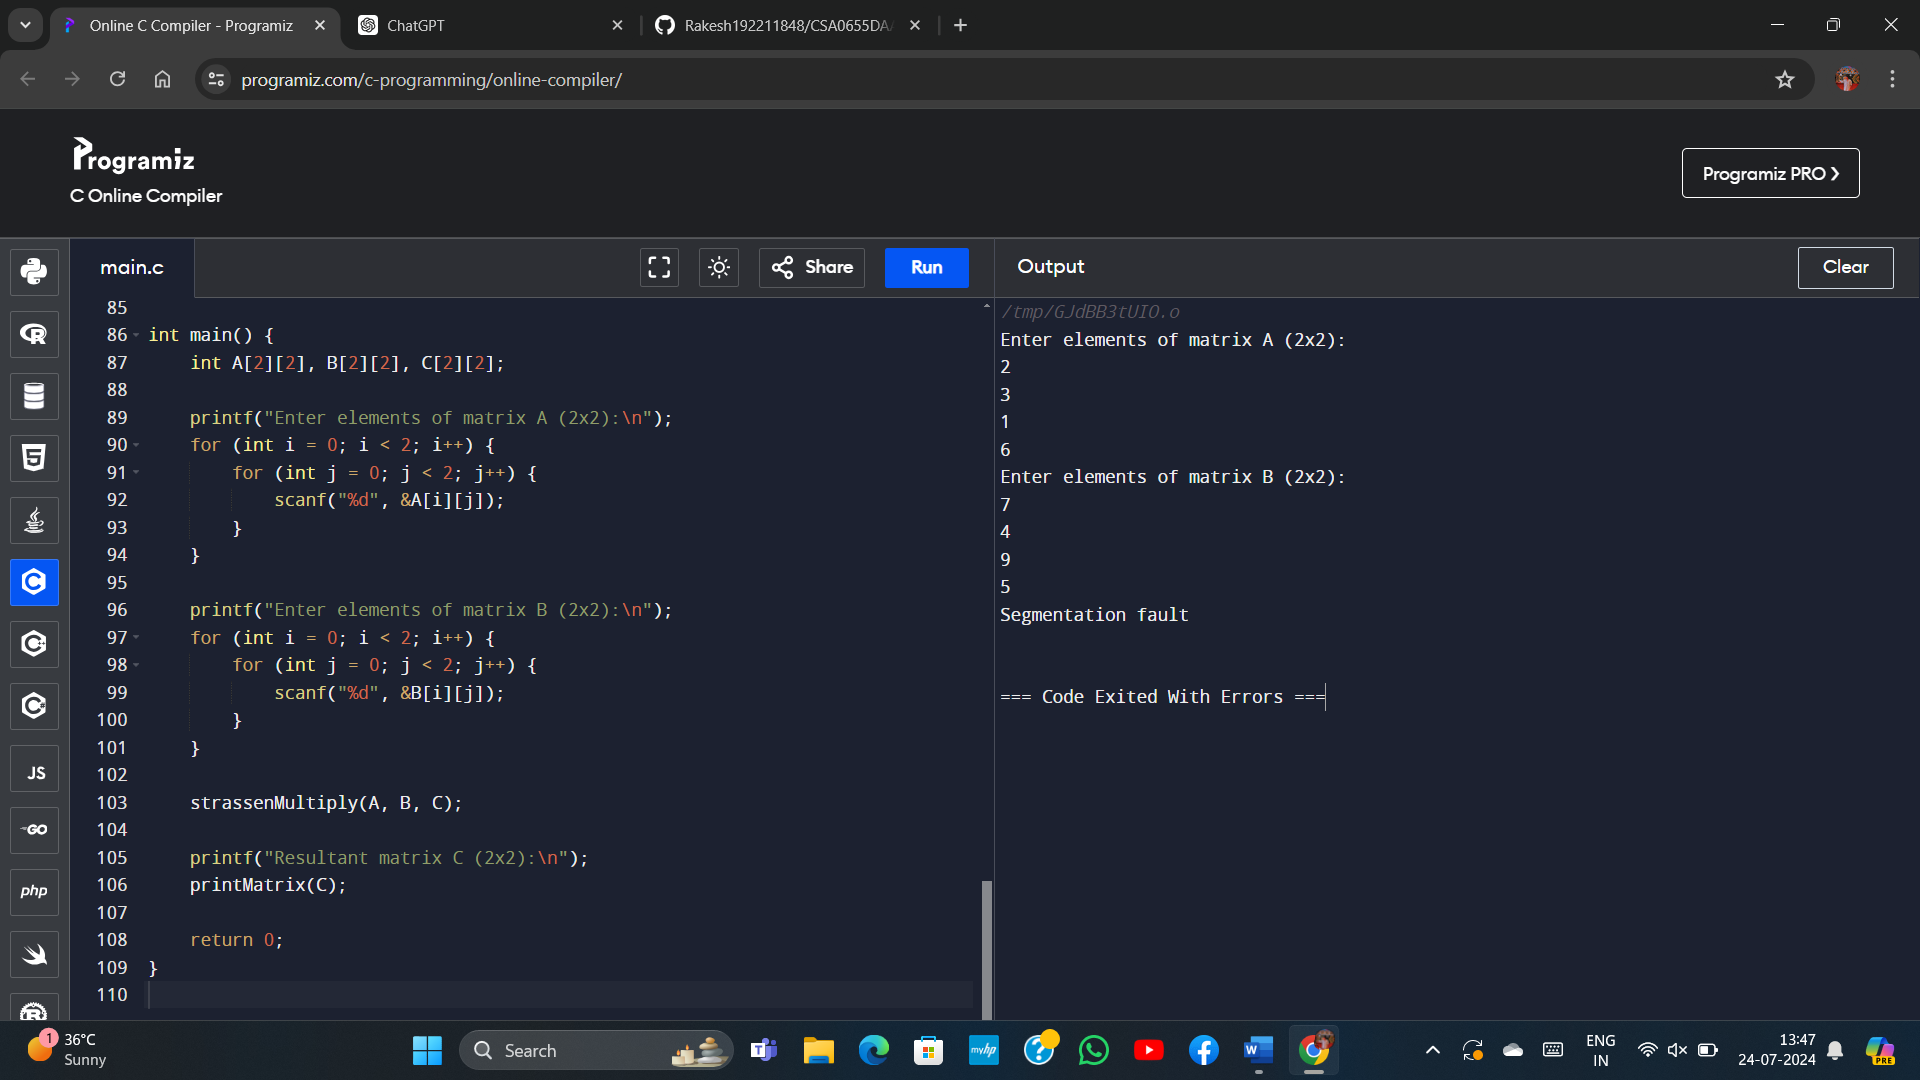 Online C Compiler - Programiz
ChatGPT
Rakesh192211848/CSA0655DA
programiz.com/c-programming/online-compiler/
Programiz
C Online Compiler
Programiz PRO
main.c
Share
Run
Output
Clear
85
86 int main() {
87     int A[2][2], B[2][2], C[2][2];
88
89     printf("Enter elements of matrix A (2x2):\n");
90     for (int i = 0; i < 2; i++) {
91         for (int j = 0; j < 2; j++) {
92             scanf("%d", &A[i][j]);
93         }
94     }
95
96     printf("Enter elements of matrix B (2x2):\n");
97     for (int i = 0; i < 2; i++) {
98         for (int j = 0; j < 2; j++) {
99             scanf("%d", &B[i][j]);
100         }
101     }
102
103     strassenMultiply(A, B, C);
104
105     printf("Resultant matrix C (2x2):\n");
106     printMatrix(C);
107
108     return 0;
109 }
110
/tmp/GJdBB3tUIO.o
Enter elements of matrix A (2x2):
2
3
1
6
Enter elements of matrix B (2x2):
7
4
9
5
Segmentation fault
=== Code Exited With Errors ===
JS
GO
php
1
36°C
Sunny
Search
myhp
W
ENG
IN
13:47
24-07-2024
PRE